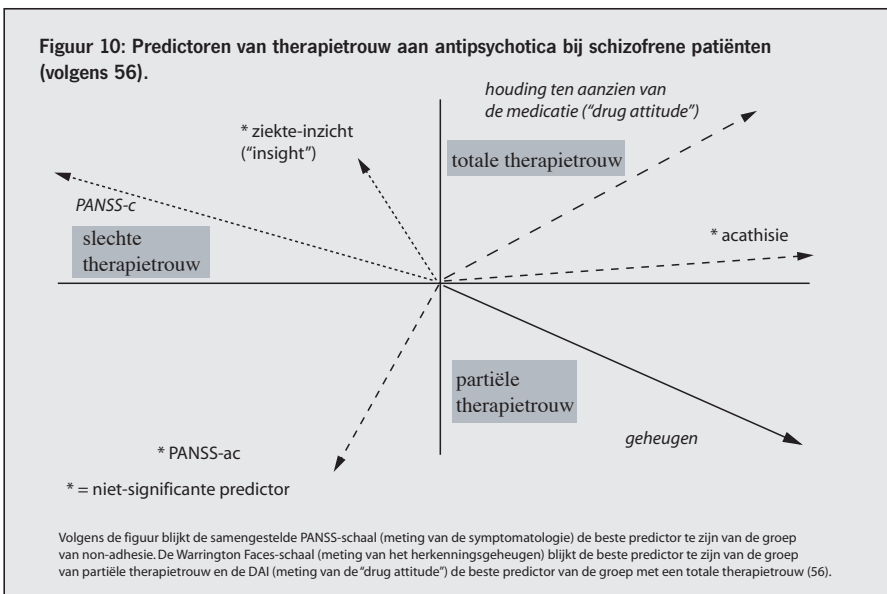 Figuur 10: Predictoren van therapietrouw aan antipsychotica bij schizofrene patiënten
(volgens 56).
houding ten aanzien van
de medicatie (“drug attitude”)
* ziekte-inzicht
(“insight”)
totale therapietrouw
PANSS-c
slechte
therapietrouw
* acathisie
partiële
therapietrouw
geheugen
* PANSS-ac
* = niet-significante predictor
Volgens de figuur blijkt de samengestelde PANSS-schaal (meting van de symptomatologie) de beste predictor te zijn van de groep
van non-adhesie. De Warrington Faces-schaal (meting van het herkenningsgeheugen) blijkt de beste predictor te zijn van de groep
van partiële therapietrouw en de DAI (meting van de “drug attitude”) de beste predictor van de groep met een totale therapietrouw (56).